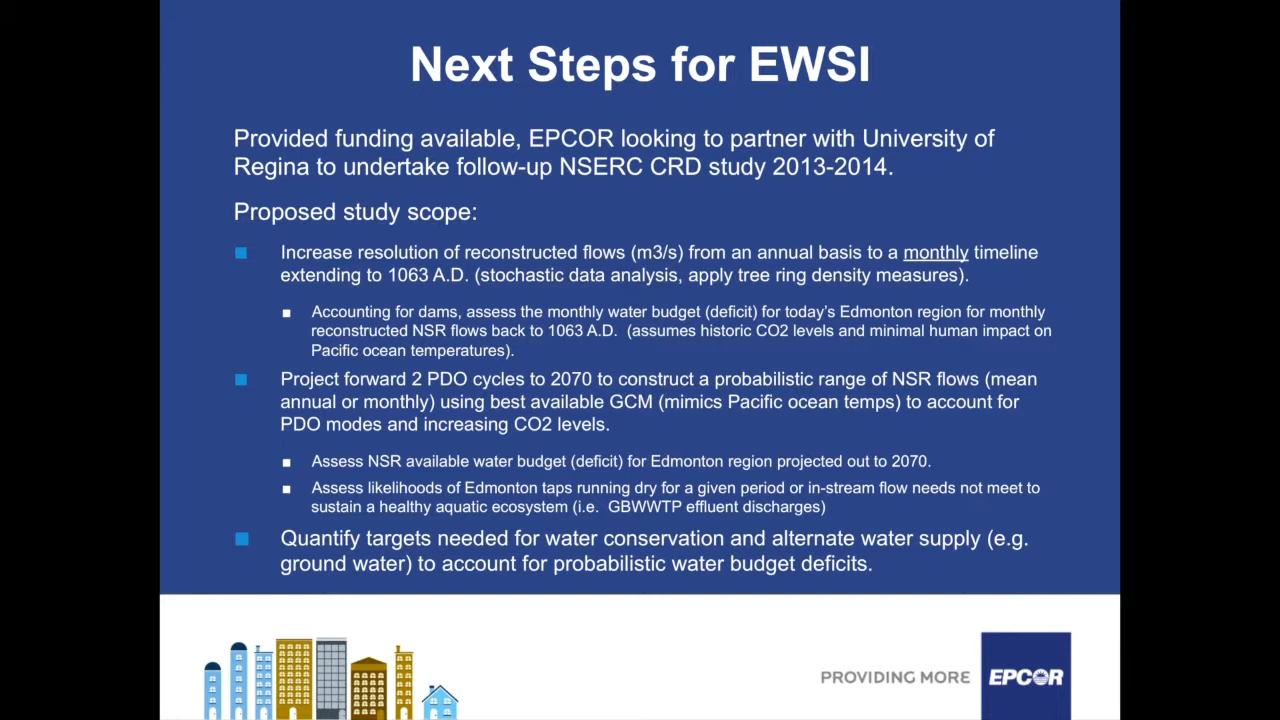 Next Steps for EWSI
Provided funding available, EPCOR looking to partner with University of
Regina to undertake follow-up NSERC CRD study 2013-2014.
Proposed study scope:
Increase resolution of reconstructed flows (m3/s) from an annual basis to a monthly timeline
extending to 1063 A.D. (stochastic data analysis, apply tree ring density measures).
Accounting for dams, assess the monthly water budget (deficit) for today's Edmonton region for monthly
reconstructed NSR flows back to 1063 A.D. (assumes historic CO2 levels and minimal human impact on
Pacific ocean temperatures).
Project forward 2 PDO cycles to 2070 to construct a probabilistic range of NSR flows (mean
annual or monthly) using best available GCM (mimics Pacific ocean temps) to account for
PDO modes and increasing CO2 levels.
Assess NSR available water budget (deficit) for Edmonton region projected out to 2070.
Assess likelihoods of Edmonton taps running dry for a given period or in-stream flow needs not meet to
sustain a healthy aquatic ecosystem (i.e. GBWWTP effluent discharges)
Quantify targets needed for water conservation and alternate water supply (e.g.
ground water) to account for probabilistic water budget deficits.
PROVIDING MORE
EPCOR